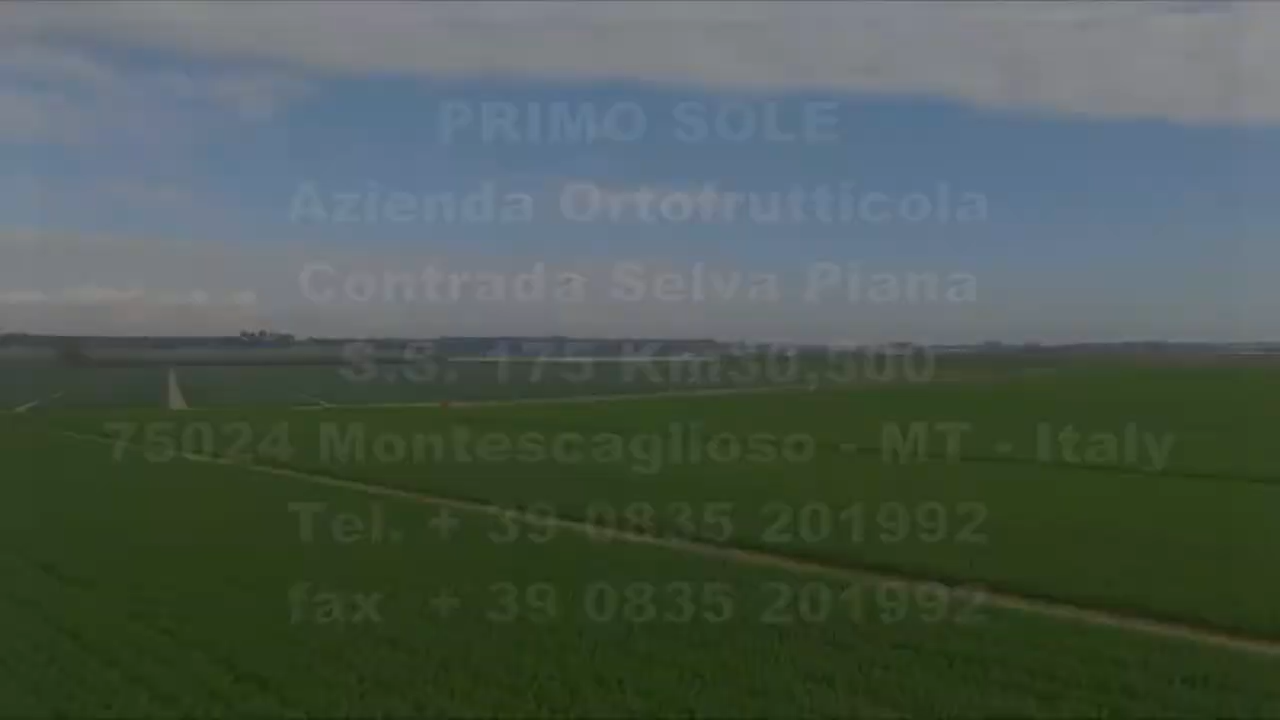 PRIMO SOLE
Azienda Ortofrutticola
Contrada Selva Piana
S.S. 175 Km30,500
75024 Montescaglioso - MT - Italy
Tel. + 39 0835 201992
fax + 39 0835 201992